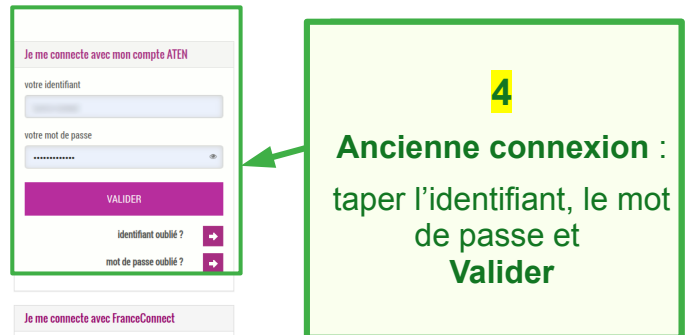 Je me connecte avec mon compte ATEN
votre identifiant
votre mot de passe
•••••••••••••
VALIDER
identifiant oublié ?
mot de passe oublié ?
Je me connecte avec FranceConnect
4
Ancienne connexion :
taper l’identifiant, le mot
de passe et
Valider